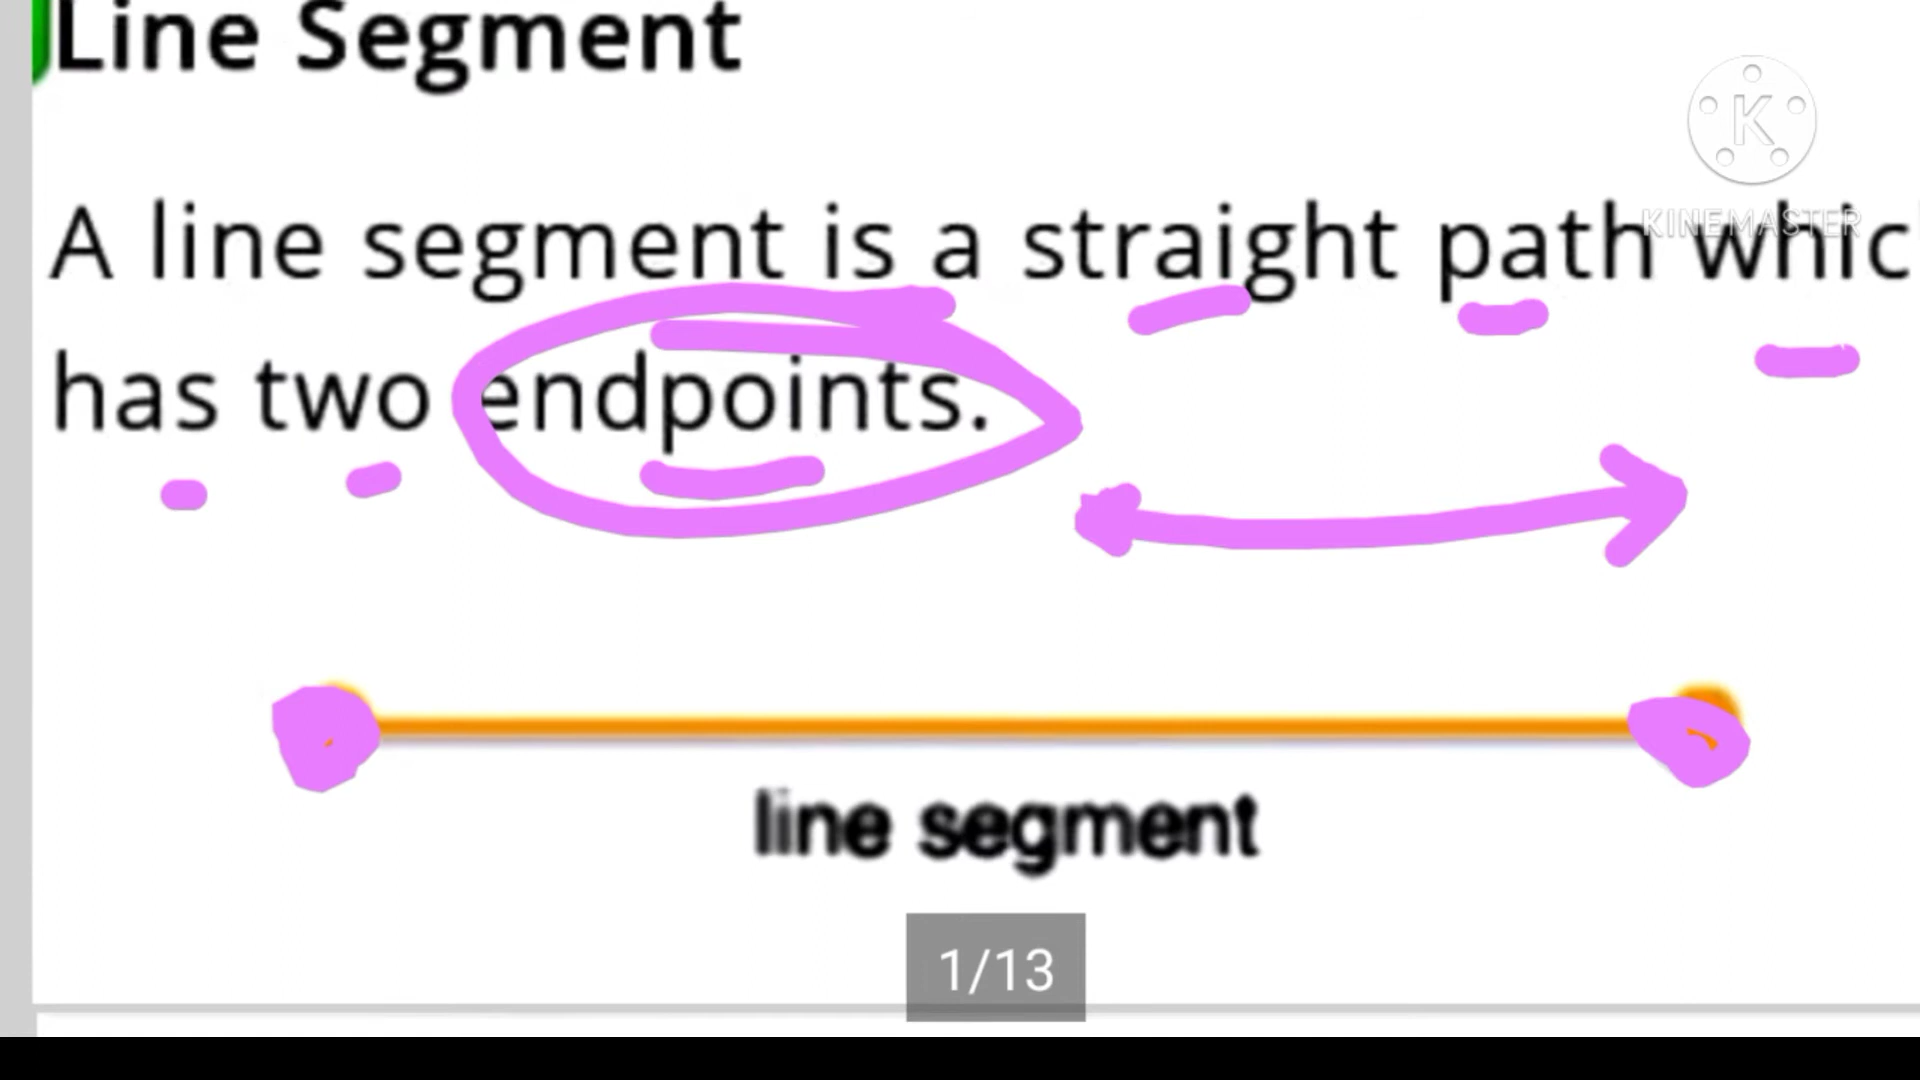 Line Segment
K
KINEMASTER
A line segment is a straight path whic
has two endpoints.
line segment
1/13